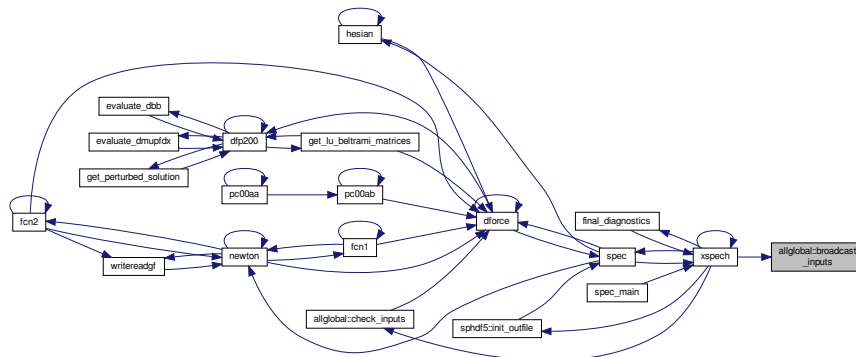 hesian
evaluate_dbb
evaluate_dmupfdx
dfp200
get_lu_beltrami_matrices
get_perturbed_solution
pc00aa
pc00ab
final_diagnostics
fcn2
dforce
fcn1
spec
xspech
allglobal::broadcast
_inputs
newton
writereadgf
spec_main
allglobal::check_inputs
sphdf5::init_outfile